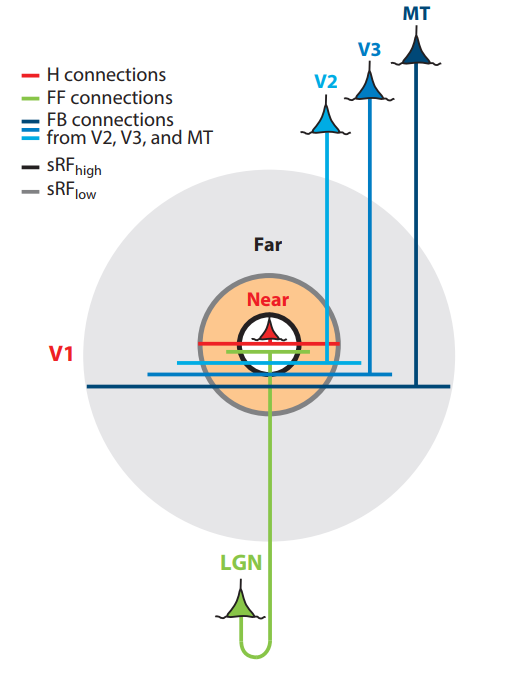 MT
V3
V2
H connections
FF connections
FB connections
from V2, V3, and MT
sRFhigh
sRFlow
Far
Near
V1
LGN